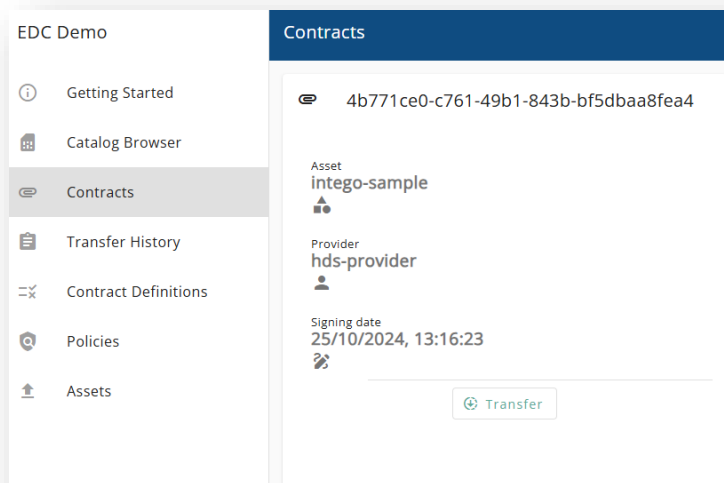 EDC Demo
Contracts
Getting Started
Catalog Browser
Contracts
Transfer History
Contract Definitions
Policies
Assets
4b771ce0-c761-49b1-843b-bf5dbaa8fea4
Asset
intego-sample
Provider
hds-provider
Signing date
25/10/2024, 13:16:23
Transfer